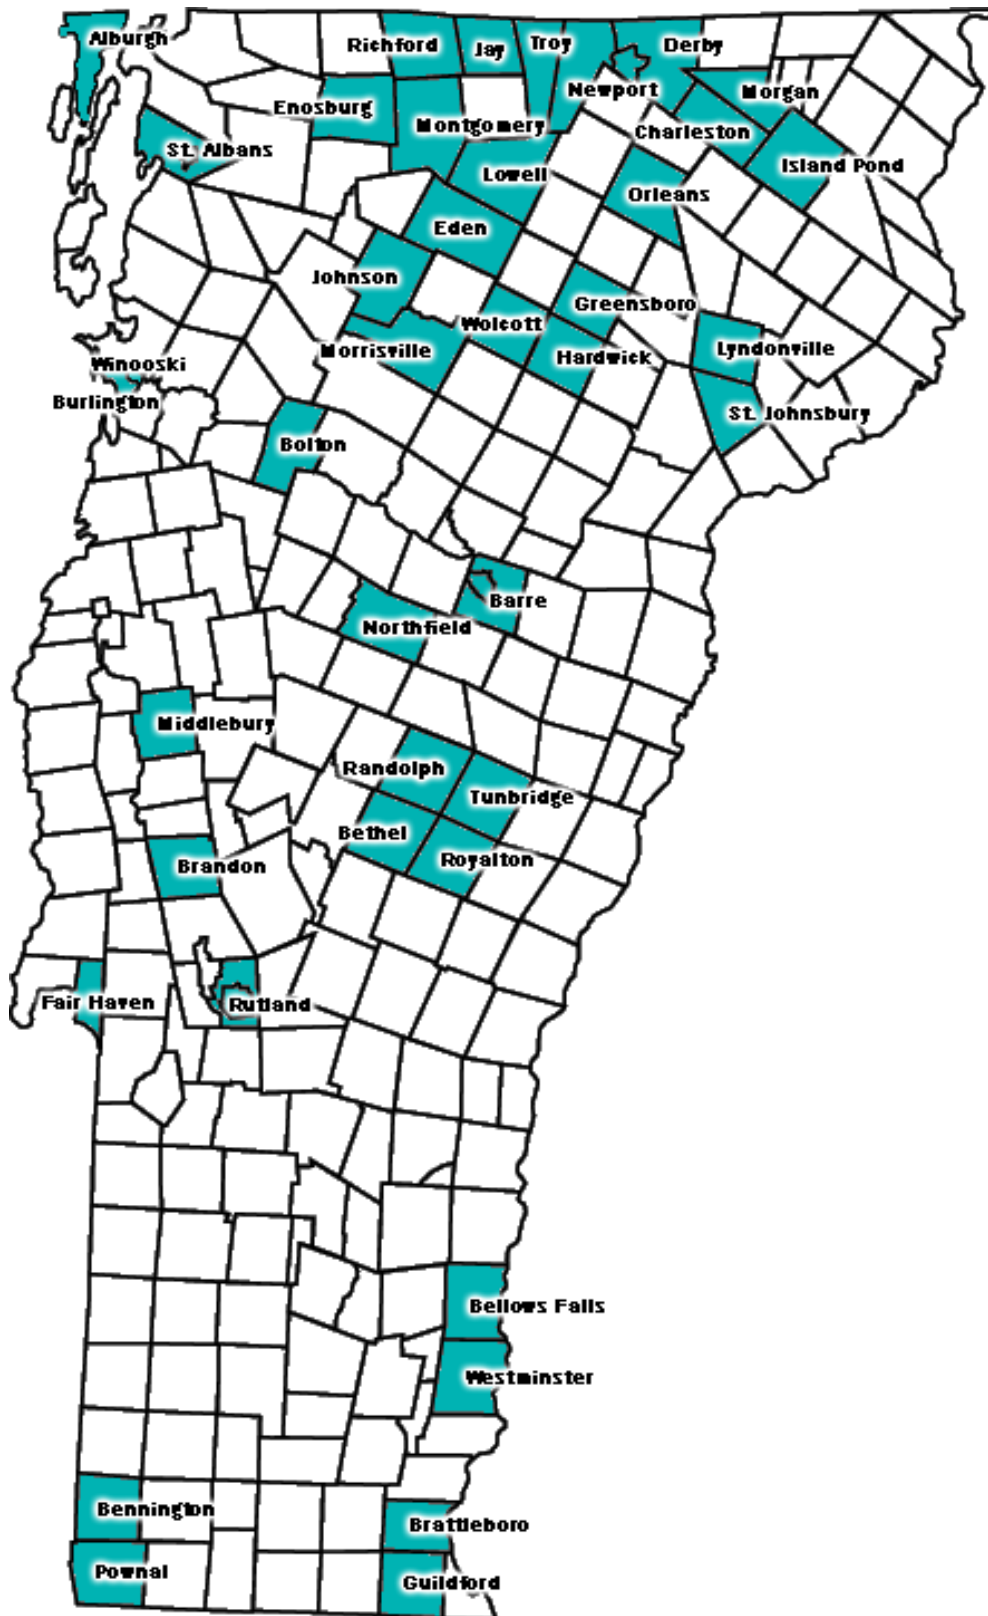 Alburgh
Richford
Jay
Troy
Derby
Newport
Morgan
Enosburg
Montgomery
Charleston
St. Albans
Lowell
Island Pond
Orleans
Eden
Johnson
Greensboro
Wolcott
Morrisville
Hardwick
Lyndonville
Winooski
Burlington
St. Johnsbury
Bolton
Barre
Northfield
Middlebury
Randolph
Tunbridge
Bethel
Royalton
Brandon
Fair Haven
Rutland
Bellows Falls
Westminster
Bennington
Brattleboro
Pownal
Guildford